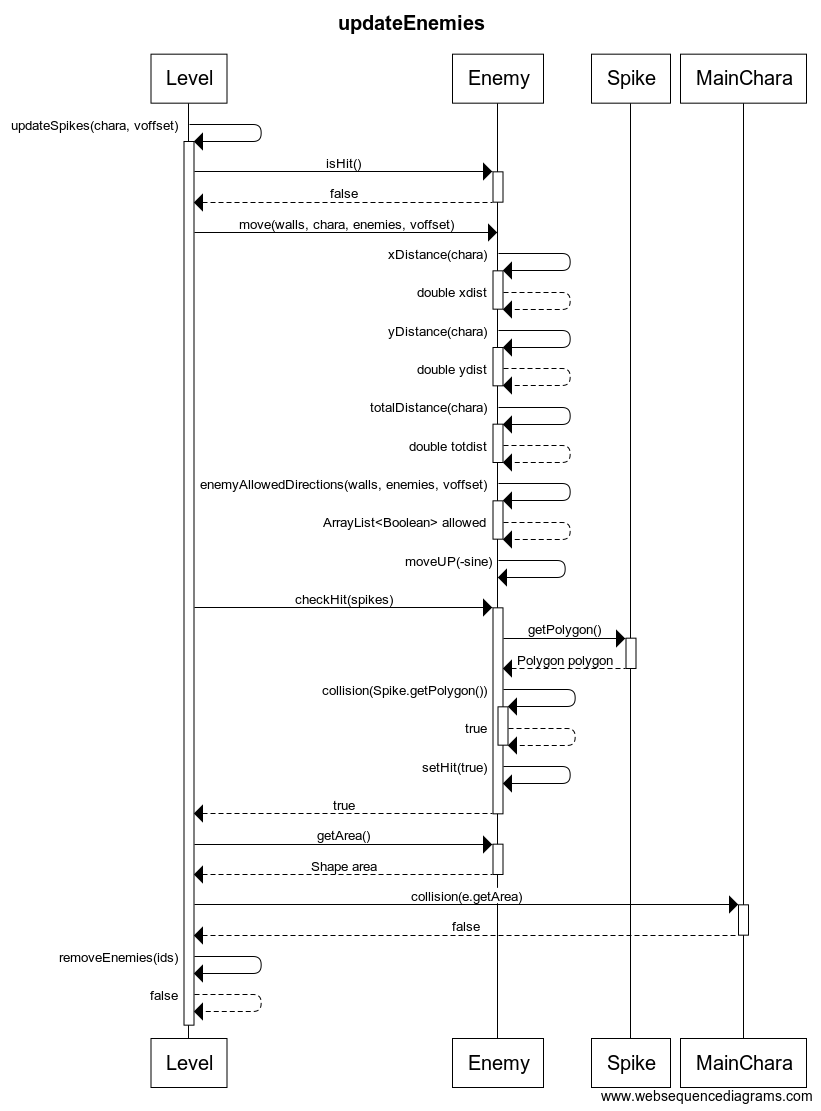 updateEnemies
Level
Enemy
Spike
MainChara
updateSpikes(chara, voffset)
isHit()
false
move(walls, chara, enemies, voffset)
xDistance(chara)
double xdist
yDistance(chara)
double ydist
totalDistance(chara)
double totdist
enemyAllowedDirections(walls, enemies, voffset)
ArrayList<Boolean> allowed
moveUP(-sine)
checkHit(spikes)
getPolygon()
Polygon polygon
collision(Spike.getPolygon())
true
setHit(true)
true
getArea()
Shape area
collision(e.getArea)
false
removeEnemies(ids)
false
Level
Enemy
Spike
MainChara
www.websequencediagrams.com